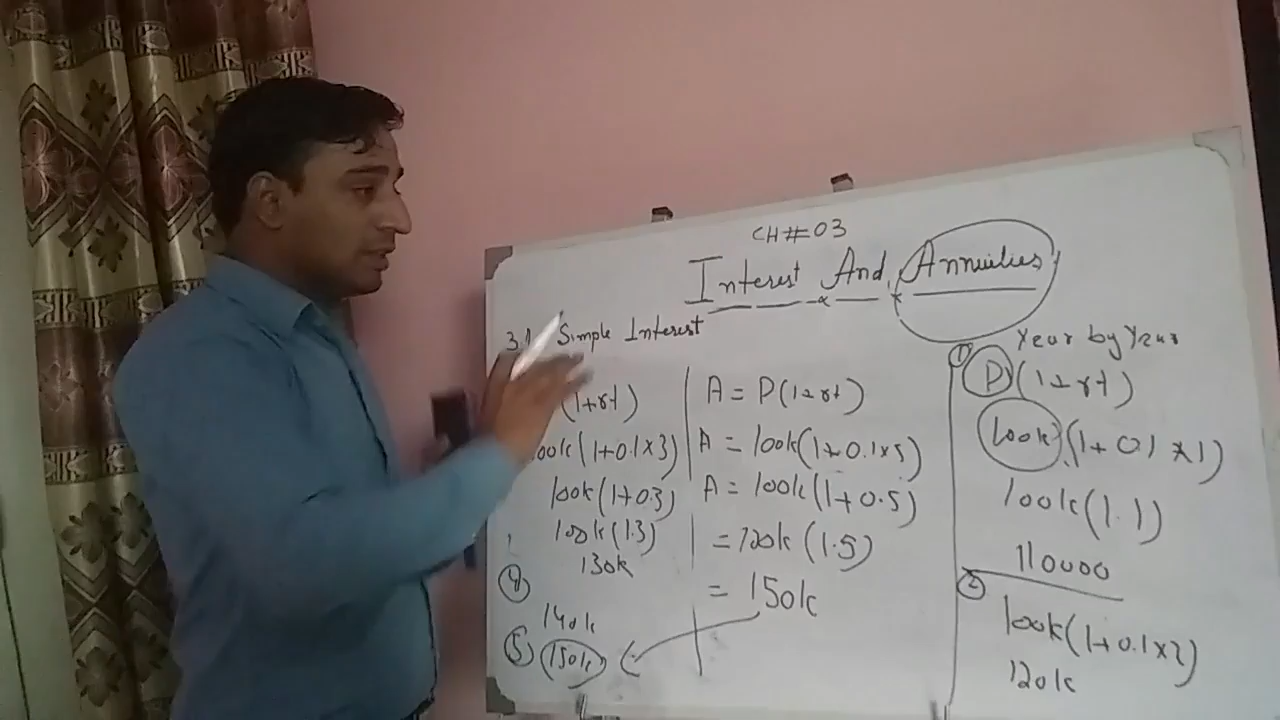 CH#03
Interest And Annuities
3.1 Simple Interest
(1+rt)
100k(1+0.1×3)
100k(1+0.3)
100k(1.3)
130k
4
140k
5 150k
A = P(1+rt)
A = 100k(1+0.1×5)
A = 100k(1+0.5)
= 100k (1.5)
= 150k
Year by Year
1 P(1+rt)
100k(1+0.1×1)
100k(1.1)
110000
2 100k(1+0.1×2)
120k